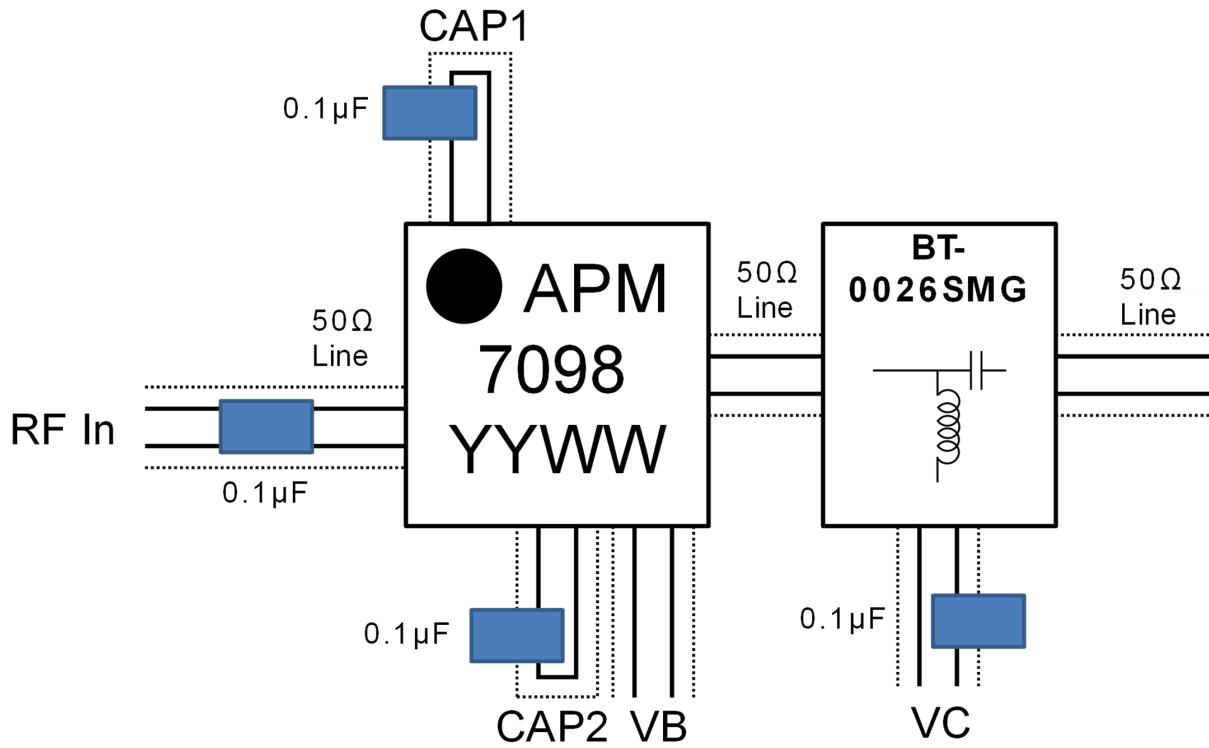 CAP1
0.1µF
APM
7098
YYWW
BT-
0026SMG
50Ω
Line
50Ω
Line
50Ω
Line
RF In
0.1µF
0.1µF
0.1µF
CAP2
VB
VC